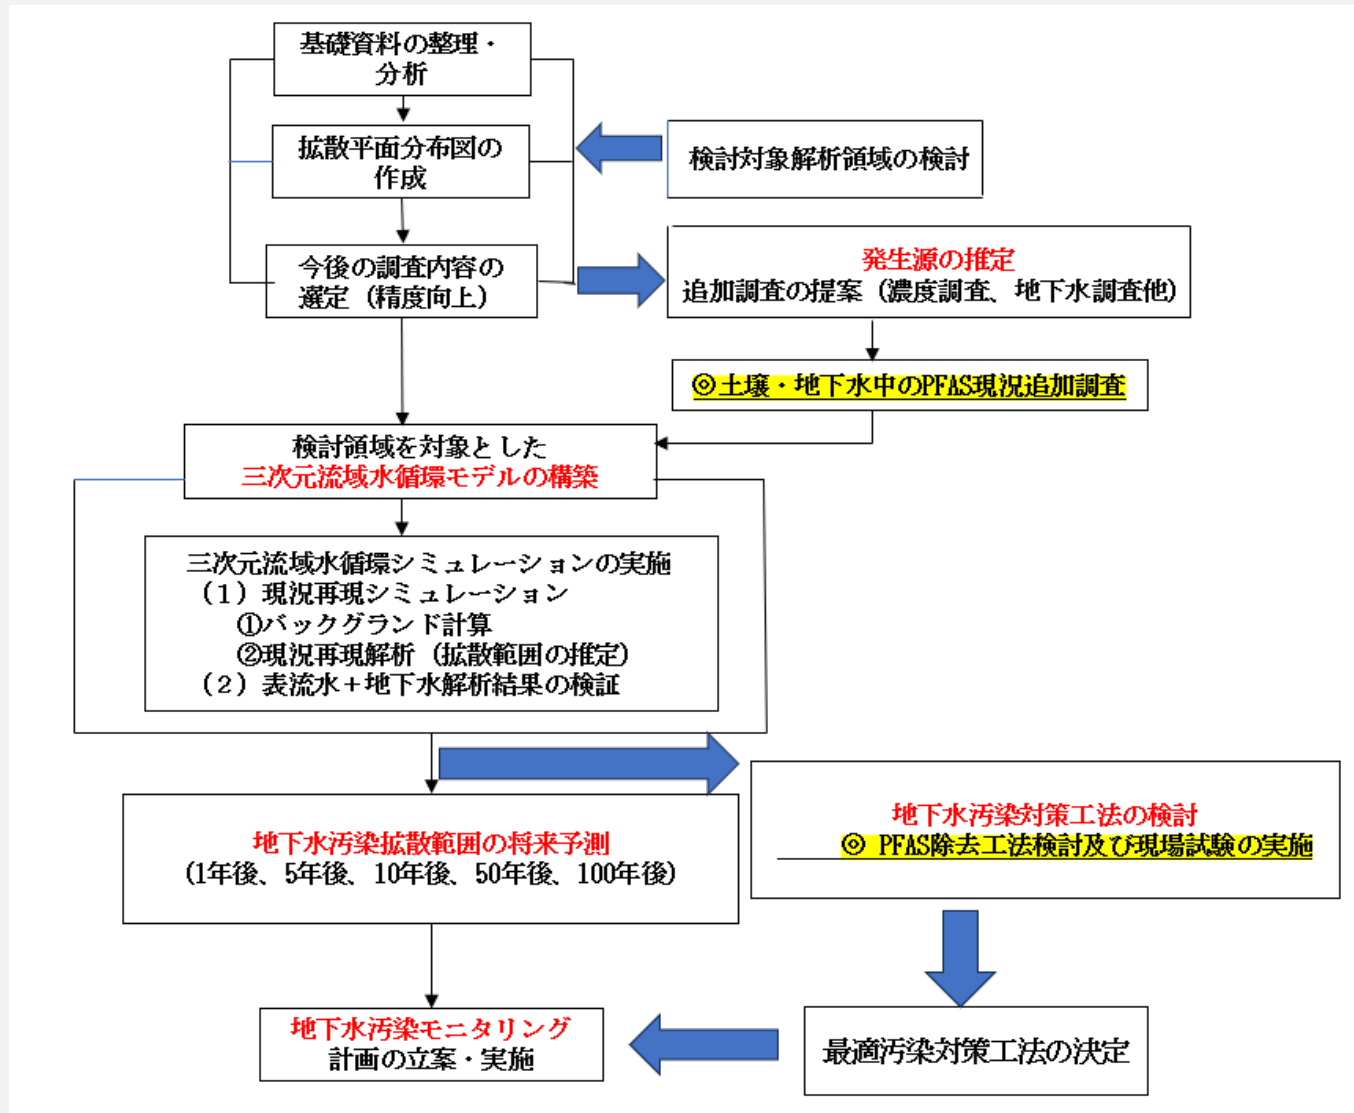 基礎資料の整理・
分析
拡散平面分布図の
作成
検討対象解析領域の検討
今後の調査内容の
選定（精度向上）
発生源の推定
追加調査の提案（濃度調査、地下水調査他）
◎土壌・地下水中のPFAS現況追加調査
検討領域を対象とした
三次元流域水循環モデルの構築
三次元流域水循環シミュレーションの実施
（１）現況再現シミュレーション
①バックグランド計算
②現況再現解析（拡散範囲の推定）
（２）表流水＋地下水解析結果の検証
地下水汚染拡散範囲の将来予測
(1年後、5年後、10年後、50年後、100年後)
地下水汚染対策工法の検討
◎ PFAS除去工法検討及び現場試験の実施
地下水汚染モニタリング
計画の立案・実施
最適汚染対策工法の決定